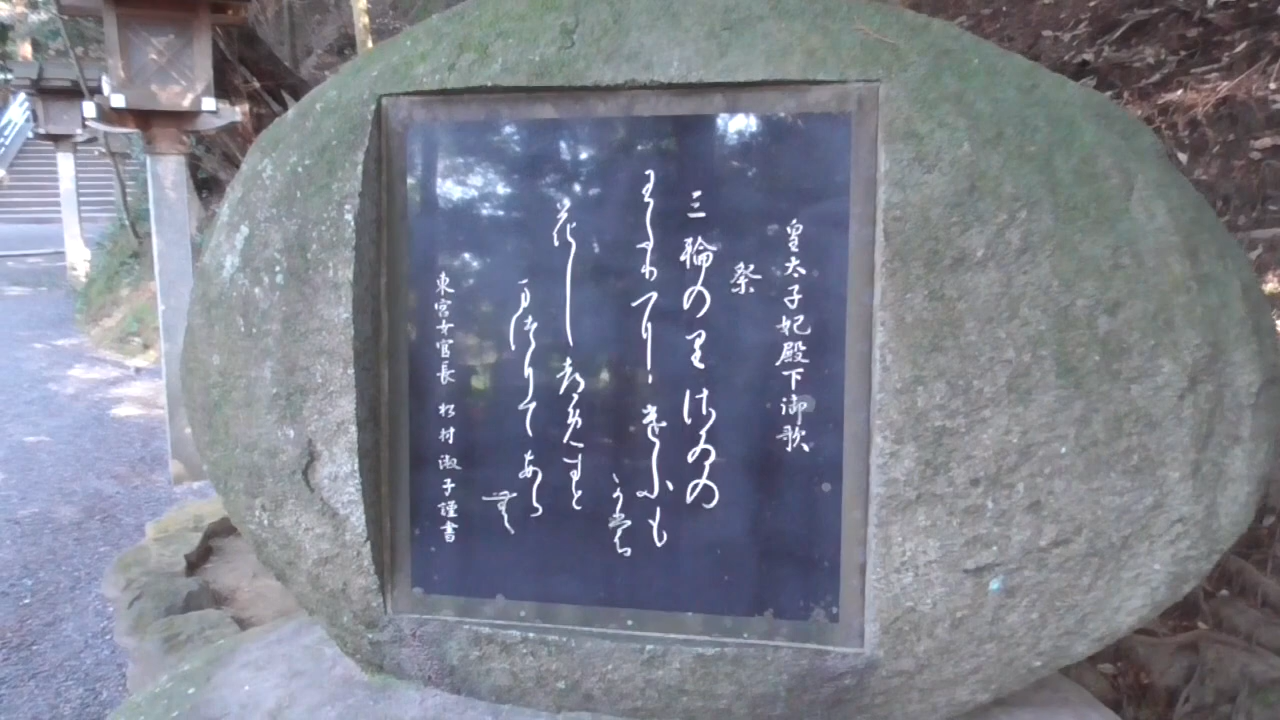 皇太子妃殿下御歌
祭
三輪の里佐ゐの
わたりにけふも
かも
花しつめすと
まつりてあら
無
東宮女官長 松村淑子謹書